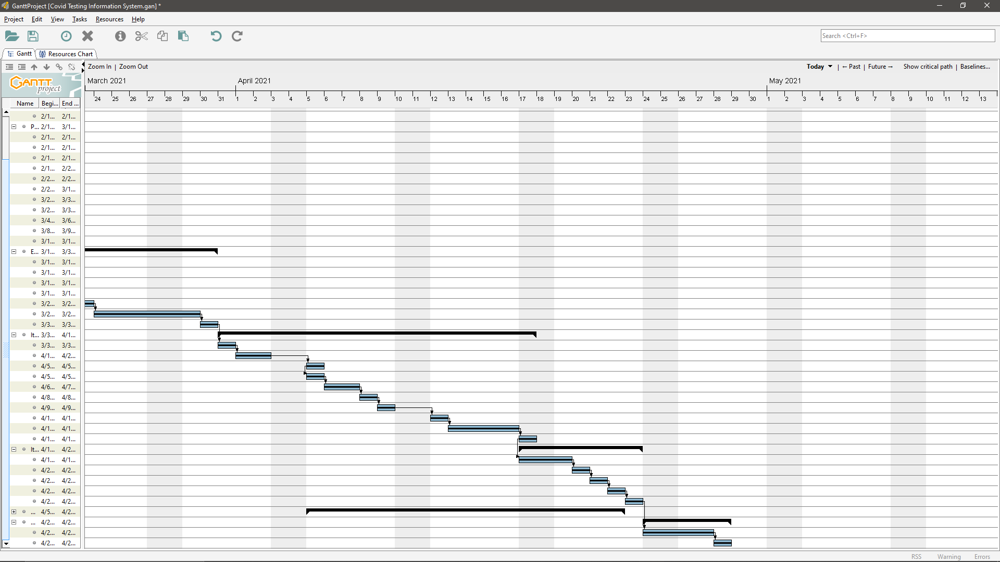 GanttProject [Covid Testing Information System.gan] *
Project Edit View Tasks Resources Help
Search <Ctrl+F>
Gantt Resources Chart
Zoom In | Zoom Out Today | ← Past | Future → Show critical path | Baselines...
GANTT project
March 2021 April 2021 May 2021
24 25 26 27 28 29 30 31 1 2 3 4 5 6 7 8 9 10 11 12 13 14 15 16 17 18 19 20 21 22 23 24 25 26 27 28 29 30 1 2 3 4 5 6 7 8 9 10 11 12 13
Name Begi... End ...
2/1... 2/1...
P... 2/1... 3/1...
2/1... 2/1...
2/1... 2/1...
2/1... 2/1...
2/1... 2/2...
2/2... 2/2...
2/2... 3/1...
3/2... 3/3...
3/2... 3/3...
3/4... 3/6...
3/8... 3/9...
3/1... 3/1...
E... 3/1... 3/3...
3/1... 3/1...
3/1... 3/1...
3/1... 3/1...
3/1... 3/1...
3/2... 3/2...
3/2... 3/2...
3/3... 3/3...
It... 3/3... 4/1...
3/3... 3/3...
4/1... 4/2...
4/5... 4/5...
4/5... 4/5...
4/6... 4/7...
4/8... 4/8...
4/9... 4/9...
4/1... 4/1...
4/1... 4/1...
4/1... 4/1...
It... 4/1... 4/2...
4/1... 4/1...
4/2... 4/2...
4/2... 4/2...
4/2... 4/2...
4/2... 4/2...
... 4/5... 4/2...
... 4/2... 4/2...
4/2... 4/2...
4/2... 4/2...
RSS Warning Errors